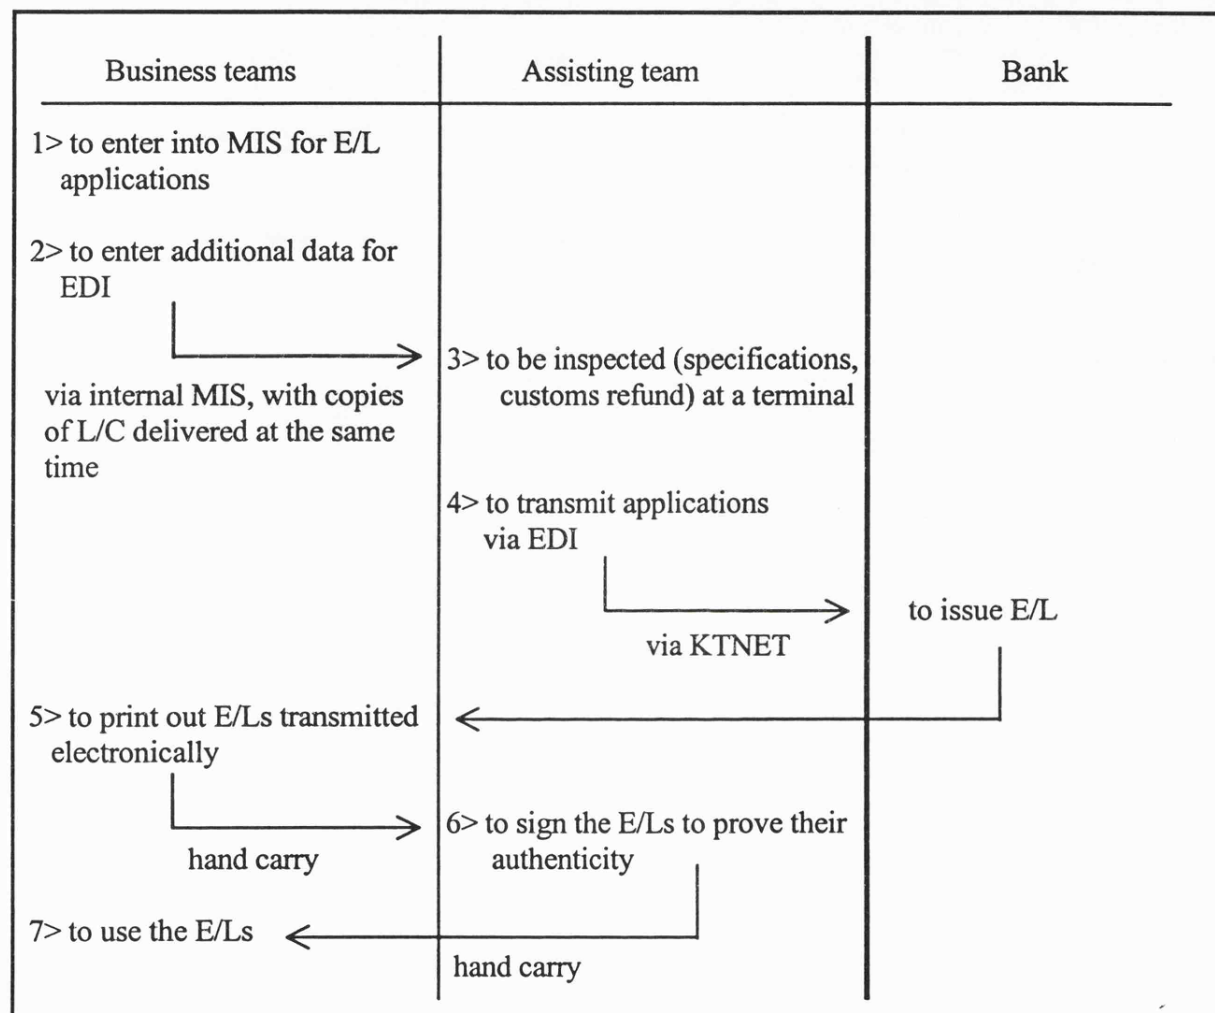 Business teams
Assisting team
Bank
1> to enter into MIS for E/L
applications
2> to enter additional data for
EDI
via internal MIS, with copies
of L/C delivered at the same
time
3> to be inspected (specifications,
customs refund) at a terminal
4> to transmit applications
via EDI
via KTNET
to issue E/L
5> to print out E/Ls transmitted
electronically
hand carry
6> to sign the E/Ls to prove their
authenticity
7> to use the E/Ls
hand carry